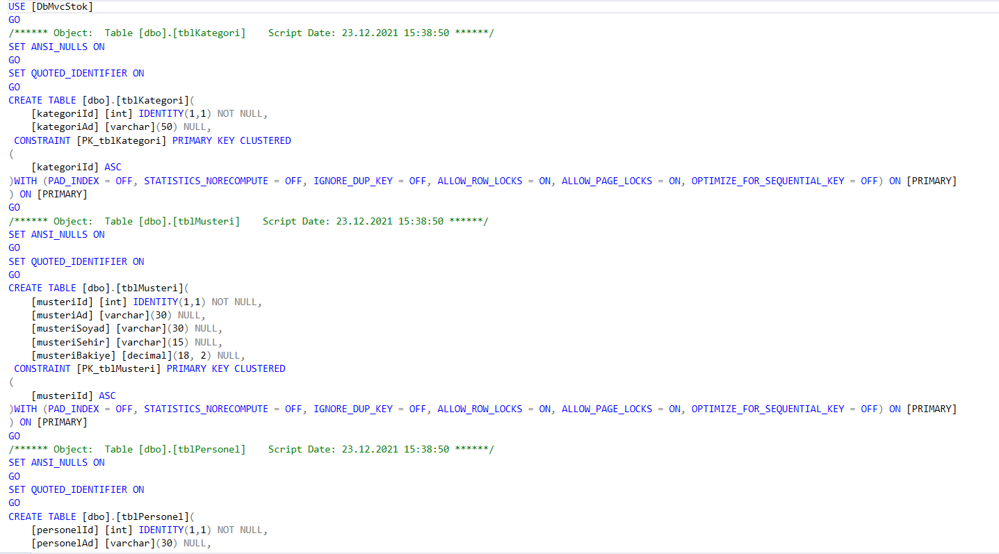 USE [DbMvcStok]
GO
/****** Object:  Table [dbo].[tblKategori]    Script Date: 23.12.2021 15:38:50 ******/
SET ANSI_NULLS ON
GO
SET QUOTED_IDENTIFIER ON
GO
CREATE TABLE [dbo].[tblKategori](
    [kategoriId] [int] IDENTITY(1,1) NOT NULL,
    [kategoriAd] [varchar](50) NULL,
 CONSTRAINT [PK_tblKategori] PRIMARY KEY CLUSTERED
(
    [kategoriId] ASC
)WITH (PAD_INDEX = OFF, STATISTICS_NORECOMPUTE = OFF, IGNORE_DUP_KEY = OFF, ALLOW_ROW_LOCKS = ON, ALLOW_PAGE_LOCKS = ON, OPTIMIZE_FOR_SEQUENTIAL_KEY = OFF) ON [PRIMARY]
) ON [PRIMARY]
GO
/****** Object:  Table [dbo].[tblMusteri]    Script Date: 23.12.2021 15:38:50 ******/
SET ANSI_NULLS ON
GO
SET QUOTED_IDENTIFIER ON
GO
CREATE TABLE [dbo].[tblMusteri](
    [musteriId] [int] IDENTITY(1,1) NOT NULL,
    [musteriAd] [varchar](30) NULL,
    [musteriSoyad] [varchar](30) NULL,
    [musteriSehir] [varchar](15) NULL,
    [musteriBakiye] [decimal](18, 2) NULL,
 CONSTRAINT [PK_tblMusteri] PRIMARY KEY CLUSTERED
(
    [musteriId] ASC
)WITH (PAD_INDEX = OFF, STATISTICS_NORECOMPUTE = OFF, IGNORE_DUP_KEY = OFF, ALLOW_ROW_LOCKS = ON, ALLOW_PAGE_LOCKS = ON, OPTIMIZE_FOR_SEQUENTIAL_KEY = OFF) ON [PRIMARY]
) ON [PRIMARY]
GO
/****** Object:  Table [dbo].[tblPersonel]    Script Date: 23.12.2021 15:38:50 ******/
SET ANSI_NULLS ON
GO
SET QUOTED_IDENTIFIER ON
GO
CREATE TABLE [dbo].[tblPersonel](
    [personelId] [int] IDENTITY(1,1) NOT NULL,
    [personelAd] [varchar](30) NULL,